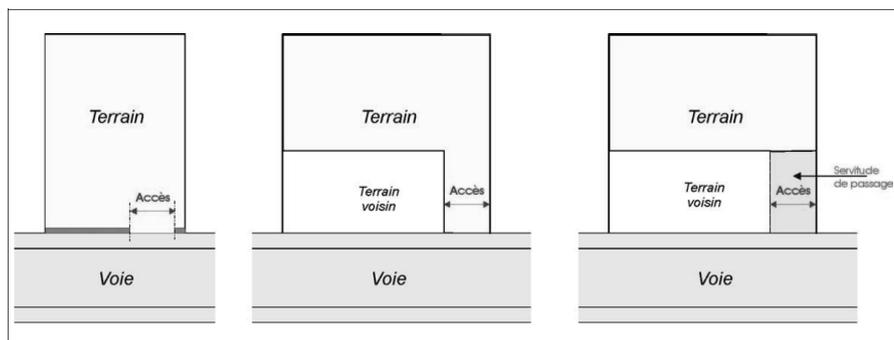 Terrain
Accès
Voie
Terrain
Terrain
voisin
Accès
Voie
Terrain
Terrain
voisin
Accès
Servitude
de passage
Voie